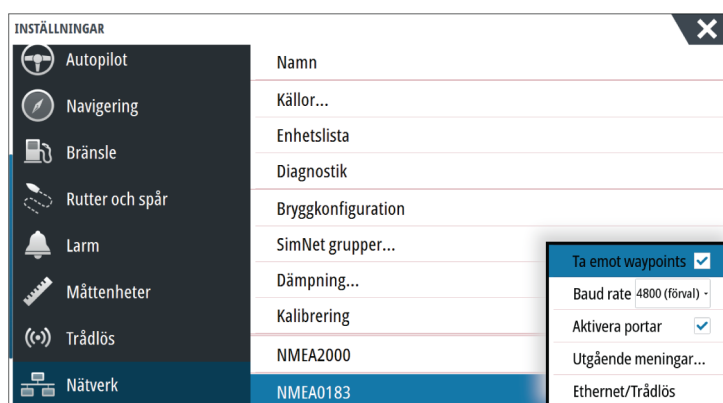 INSTÄLLNINGAR
Autopilot
Navigering
Bränsle
Rutter och spår
Larm
Måttenheter
Trådlös
Nätverk
Namn
Källor...
Enhetslista
Diagnostik
Bryggkonfiguration
SimNet grupper...
Dämpning...
Kalibrering
NMEA2000
NMEA0183
Ta emot waypoints
Baud rate 4800 (förval)
Aktivera portar
Utgående meningar...
Ethernet/Trådlös